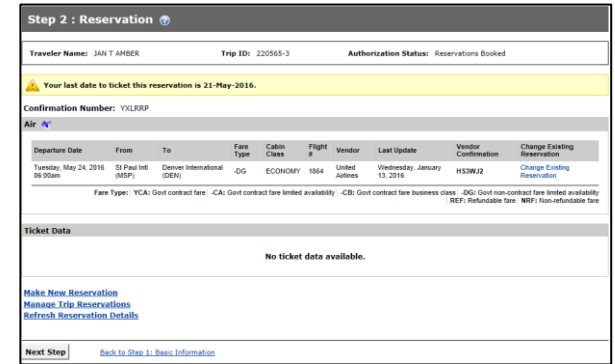 Step 2 : Reservation ?
Traveler Name: JAN T AMBER Trip ID: 220565-3 Authorization Status: Reservations Booked
Your last date to ticket this reservation is 21-May-2016.
Confirmation Number: YXLRRP
Air
Departure Date From To Fare Type Cabin Class Flight # Vendor Last Update Vendor Confirmation Change Existing Reservation
Tuesday, May 24, 2016 06:00am St Paul Intl (MSP) Denver International (DEN) -DG ECONOMY 1864 United Airlines Wednesday, January 13, 2016 HS3WJ2 Change Existing Reservation
Fare Type: YCA: Govt contract fare -CA: Govt contract fare limited availability -CB: Govt contract fare business class -DG: Govt non-contract fare limited availability
REF: Refundable fare NRF: Non-refundable fare
Ticket Data
No ticket data available.
Make New Reservation
Manage Trip Reservations
Refresh Reservation Details
Next Step Back to Step 1: Basic Information